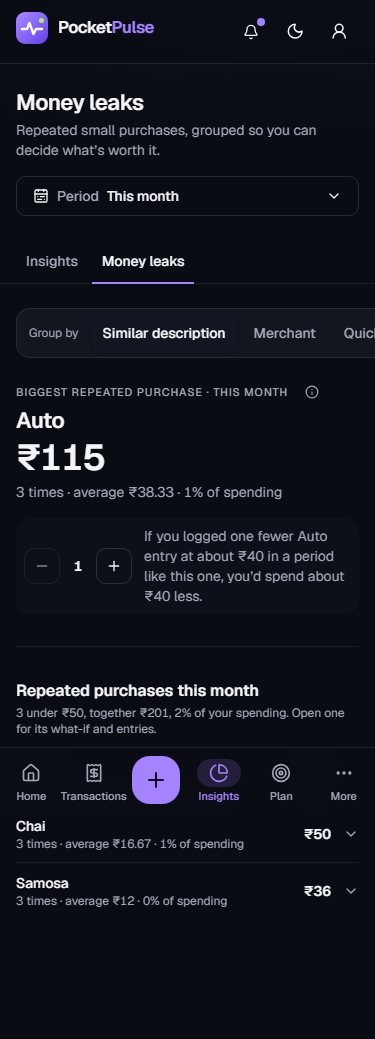 PocketPulse
Money leaks
Repeated small purchases, grouped so you can
decide what's worth it.
Period This month
Insights Money leaks
Group by Similar description Merchant
BIGGEST REPEATED PURCHASE · THIS MONTH
Auto
₹115
3 times · average ₹38.33 · 1% of spending
1
If you logged one fewer Auto
entry at about ₹40 in a period
like this one, you'd spend about
₹40 less.
Repeated purchases this month
3 under ₹50, together ₹201, 2% of your spending. Open one
for its what-if and entries.
Home Transactions Insights Plan More
Chai
₹50
3 times · average ₹16.67 · 1% of spending
Samosa
₹36
3 times · average ₹12 · 0% of spending